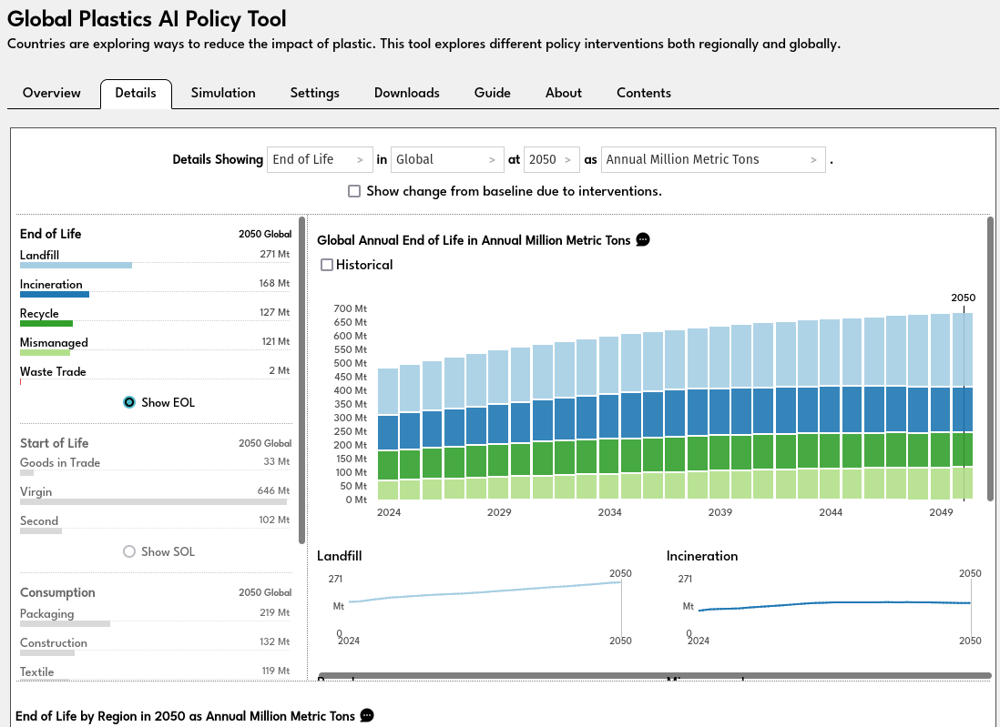 Global Plastics AI Policy Tool
Countries are exploring ways to reduce the impact of plastic. This tool explores different policy interventions both regionally and globally.
Overview Details Simulation Settings Downloads Guide About Contents
Details Showing End of Life > in Global > at 2050 > as Annual Million Metric Tons > .
Show change from baseline due to interventions.
End of Life 2050 Global
Landfill 271 Mt
Incineration 168 Mt
Recycle 127 Mt
Mismanaged 121 Mt
Waste Trade 2 Mt
Show EOL
Start of Life 2050 Global
Goods in Trade 33 Mt
Virgin 646 Mt
Second 102 Mt
Show SOL
Consumption 2050 Global
Packaging 219 Mt
Construction 132 Mt
Textile 119 Mt
Global Annual End of Life in Annual Million Metric Tons
Historical
2050
700 Mt
650 Mt
600 Mt
550 Mt
500 Mt
450 Mt
400 Mt
350 Mt
300 Mt
250 Mt
200 Mt
150 Mt
100 Mt
50 Mt
0 Mt
2024 2029 2034 2039 2044 2049
Landfill
271 2050
Mt
0
2024 2050
Incineration
271 2050
Mt
0
2024 2050
End of Life by Region in 2050 as Annual Million Metric Tons